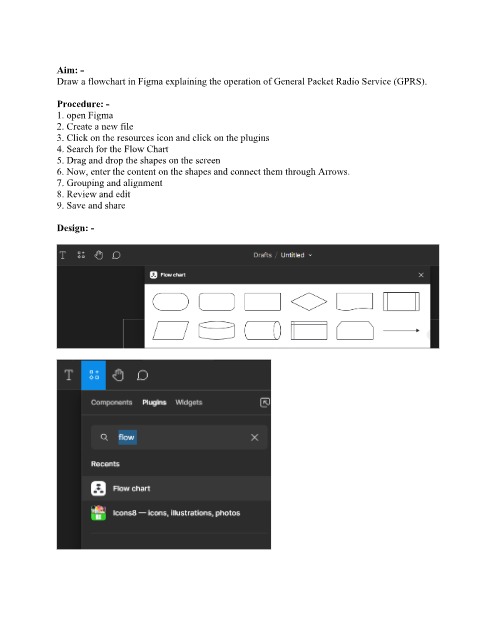 Aim: -
Draw a flowchart in Figma explaining the operation of General Packet Radio Service (GPRS).
Procedure: -
1. open Figma
2. Create a new file
3. Click on the resources icon and click on the plugins
4. Search for the Flow Chart
5. Drag and drop the shapes on the screen
6. Now, enter the content on the shapes and connect them through Arrows.
7. Grouping and alignment
8. Review and edit
9. Save and share
Design: -
Drafts / Untitled
Flow chart
Components Plugins Widgets
flow
Recents
Flow chart
Icons8 — icons, illustrations, photos